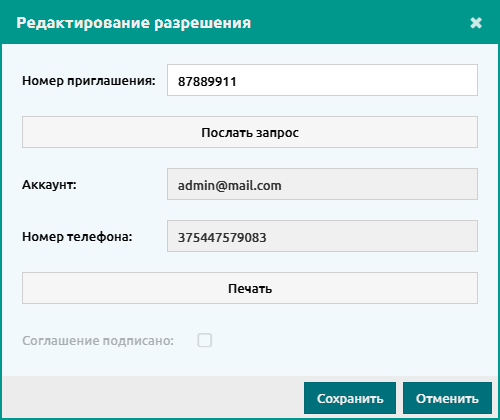 Редактирование разрешения
Номер приглашения: 87889911
Послать запрос
Аккаунт: admin@mail.com
Номер телефона: 375447579083
Печать
Соглашение подписано:
Сохранить Отменить